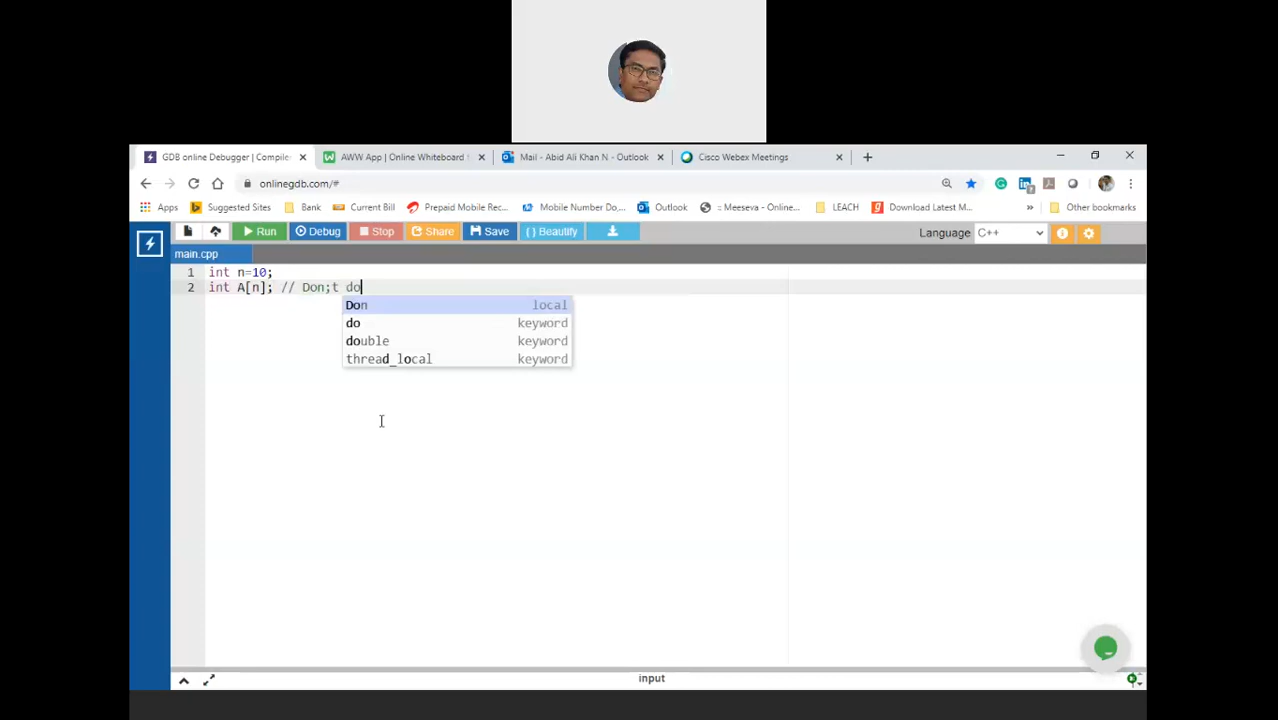 GDB online Debugger | Compiler
AWW App | Online Whiteboard
Mail - Abid Ali Khan N - Outlook
Cisco Webex Meetings
onlinegdb.com/#
Apps
Suggested Sites
Bank
Current Bill
Prepaid Mobile Rec...
Mobile Number Do,...
Outlook
:: Meeseva - Online...
LEACH
Download Latest M...
»
Other bookmarks
Run
Debug
Stop
Share
Save
{ } Beautify
Language
C++
main.cpp
1 int n=10;
2 int A[n]; // Don;t do
Don local
do keyword
double keyword
thread_local keyword
input